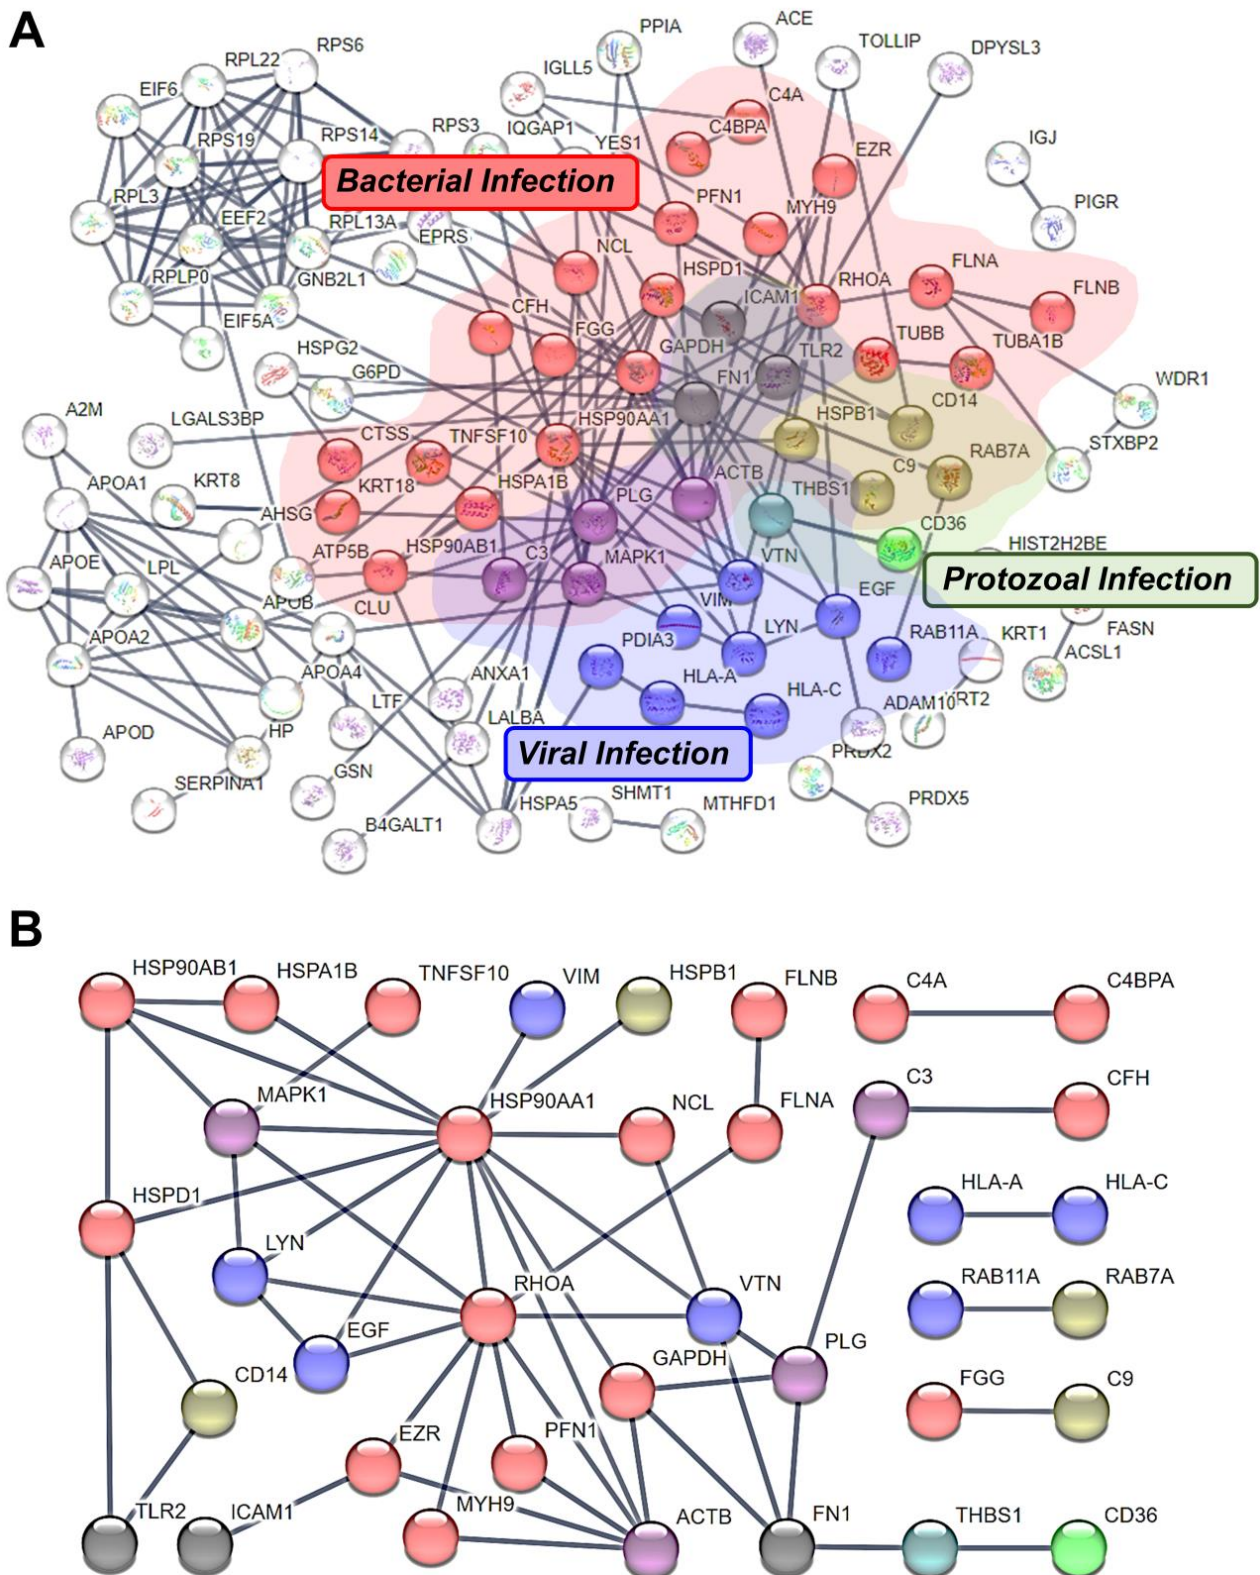 A
PPIA
ACE
TOLLIP
DPYSL3
RPS6
RPL22
IGLL5
EIF6
C4A
RPS14
RPS3
IQGAP1
YES1
C4BPA
RPS19
EZR
IGJ
Bacterial Infection
RPL3
PFN1
MYH9
PIGR
EEF2
RPL13A
EPRS
NCL
HSPD1
RHOA
FLNA
RPLP0
GNB2L1
ICAM1
FLNB
CFH
EIF5A
FGG
GAPDH
TLR2
TUBB
TUBA1B
HSPG2
G6PD
FN1
CD14
WDR1
A2M
LGALS3BP
HSP90AA1
HSPB1
CTSS
TNFSF10
STXBP2
RAB7A
APOA1
KRT8
KRT18
HSPA1B
PLG
ACTB
THBS1
C9
AHSG
CD36
ATP5B
HSP90AB1
C3
MAPK1
VTN
HIST2H2BE
APOE
LPL
Protozoal Infection
APOB
CLU
VIM
EGF
APOA2
PDIA3
LYN
RAB11A
KRT1
FASN
ACSL1
APOA4
ANXA1
HLA-A
HLA-C
LTF
ADAM10
RT2
APOD
HP
LALBA
Viral Infection
PRDX2
SERPINA1
GSN
HSPA5
SHMT1
MTHFD1
PRDX5
B4GALT1
B
HSP90AB1
HSPA1B
TNFSF10
VIM
HSPB1
FLNB
C4A
C4BPA
MAPK1
HSP90AA1
NCL
FLNA
C3
CFH
HSPD1
HLA-A
HLA-C
LYN
RHOA
VTN
RAB11A
RAB7A
EGF
GAPDH
PLG
CD14
FGG
C9
EZR
PFN1
TLR2
ICAM1
MYH9
ACTB
FN1
THBS1
CD36